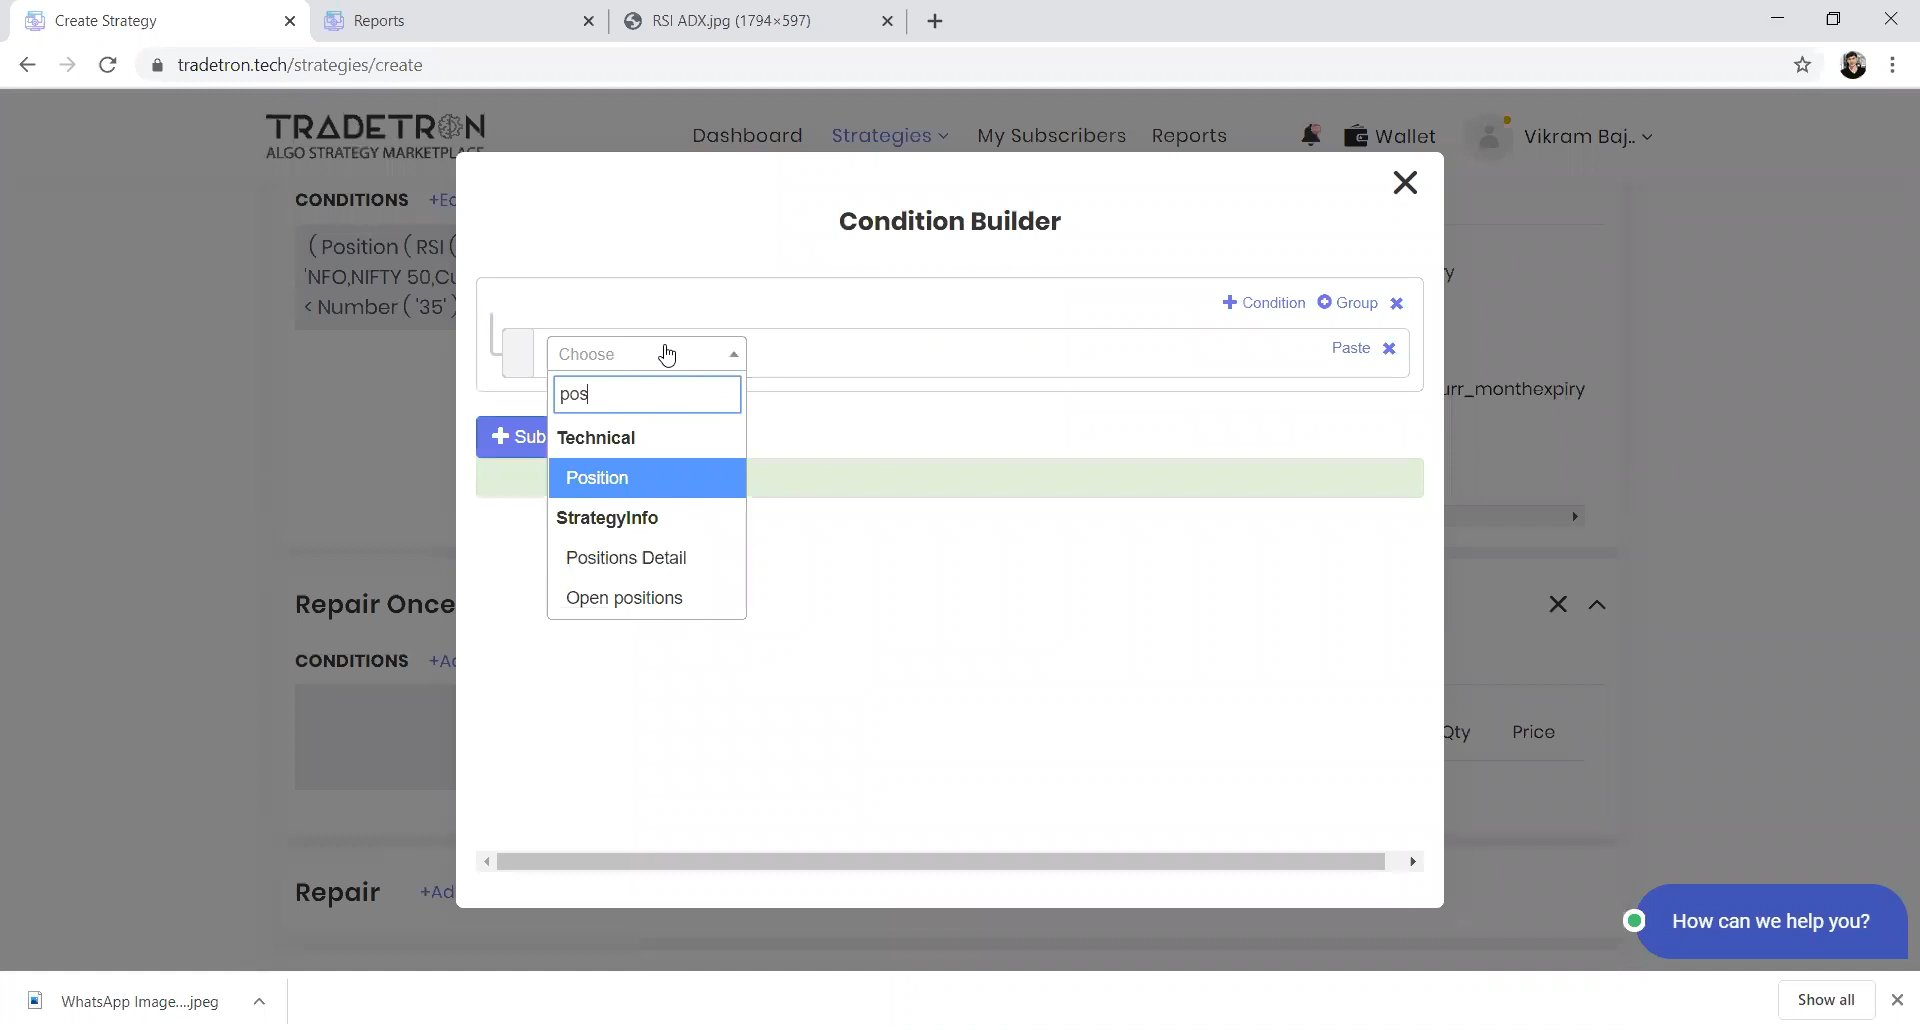 Create Strategy
Reports
RSI ADX.jpg (1794×597)
tradetron.tech/strategies/create
TRADETRON
ALGO STRATEGY MARKETPLACE
Dashboard
Strategies
My Subscribers
Reports
Wallet
Vikram Baj..
CONDITIONS
( Position ( RSI (
'NFO,NIFTY 50,Cu
< Number ( '35' )
Condition Builder
Condition
Group
Choose
Paste
pos
Sub
Technical
Position
StrategyInfo
Positions Detail
Open positions
urr_monthexpiry
Repair Once
CONDITIONS +Ad
Qty
Price
Repair
+Ad
How can we help you?
WhatsApp Image....jpeg
Show all